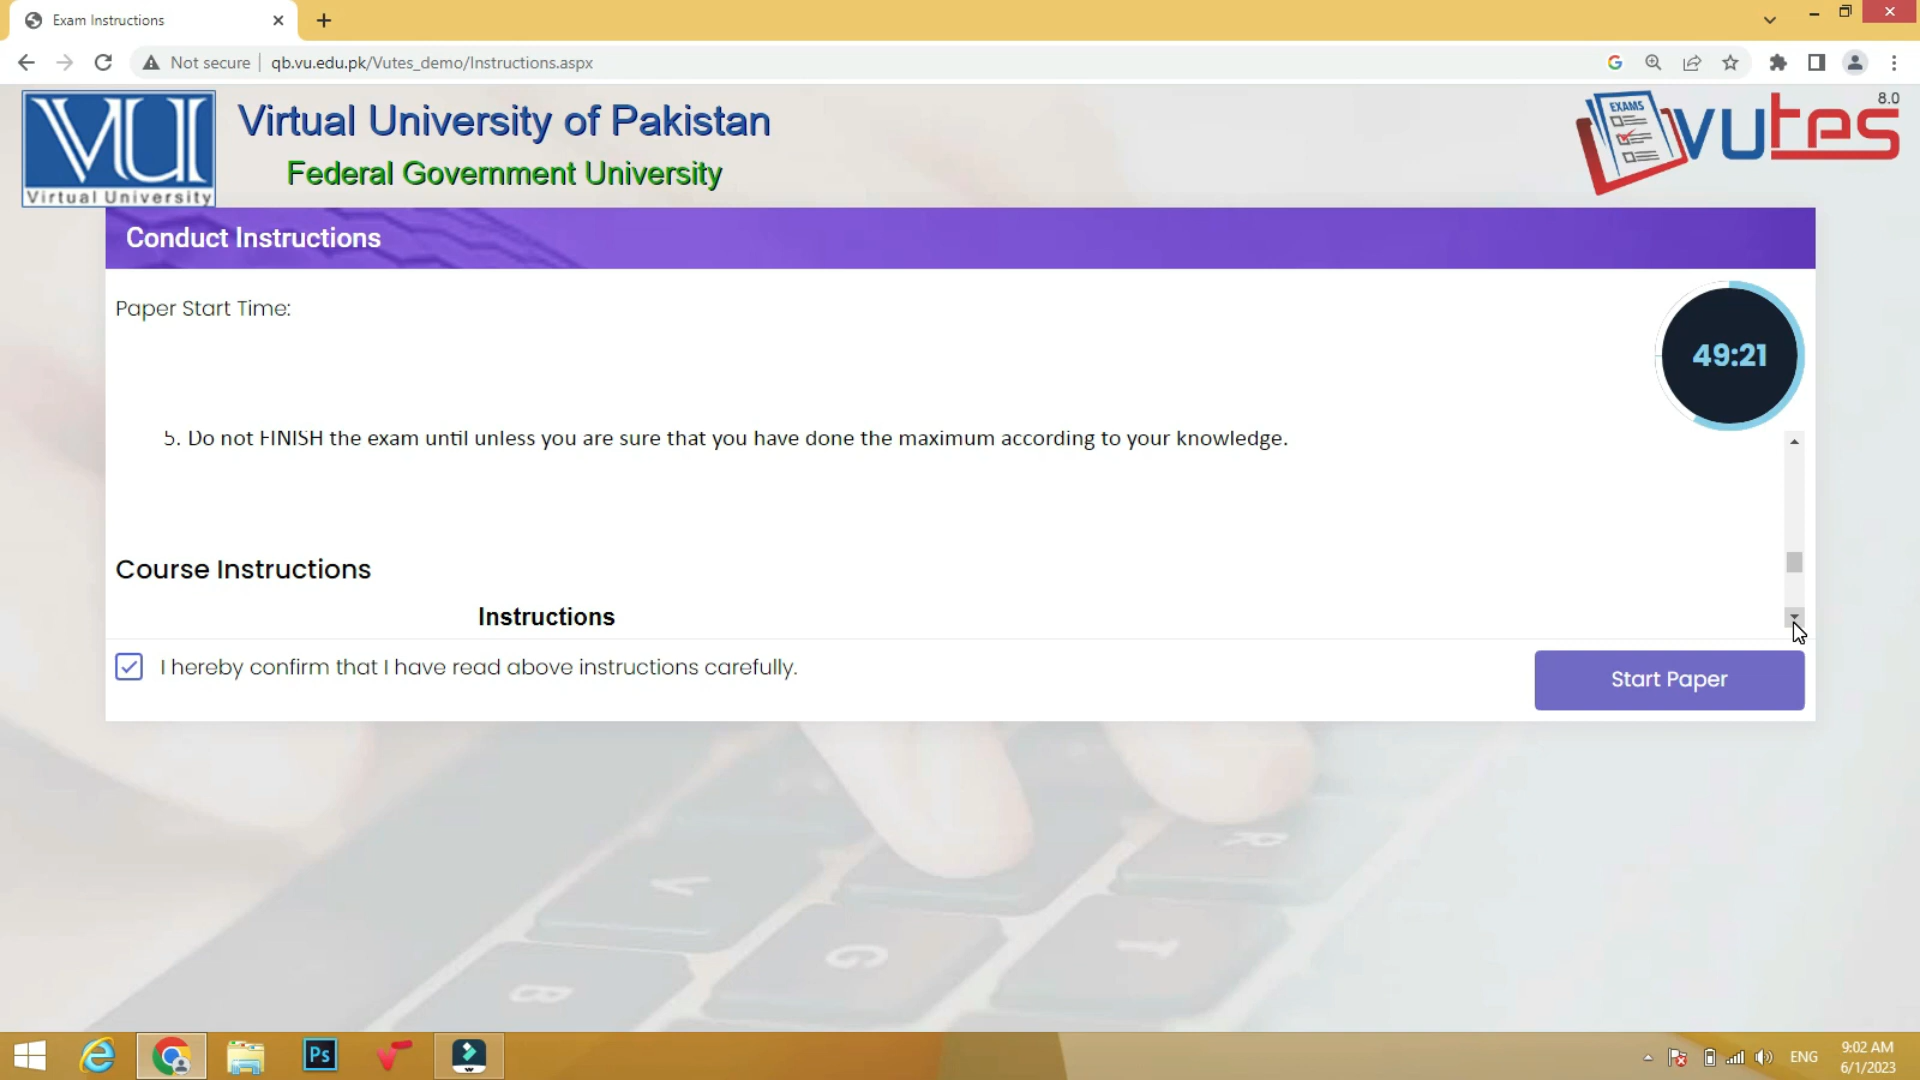 Exam Instructions
Not secure
qb.vu.edu.pk/Vutes_demo/Instructions.aspx
VU
Virtual University
Virtual University of Pakistan
Federal Government University
EXAMS
vutes
8.0
Conduct Instructions
Paper Start Time:
49:21
5. Do not FINISH the exam until unless you are sure that you have done the maximum according to your knowledge.
Course Instructions
Instructions
I hereby confirm that I have read above instructions carefully.
Start Paper
R
V
T
G
B
Ps
ENG
9:02 AM
6/1/2023